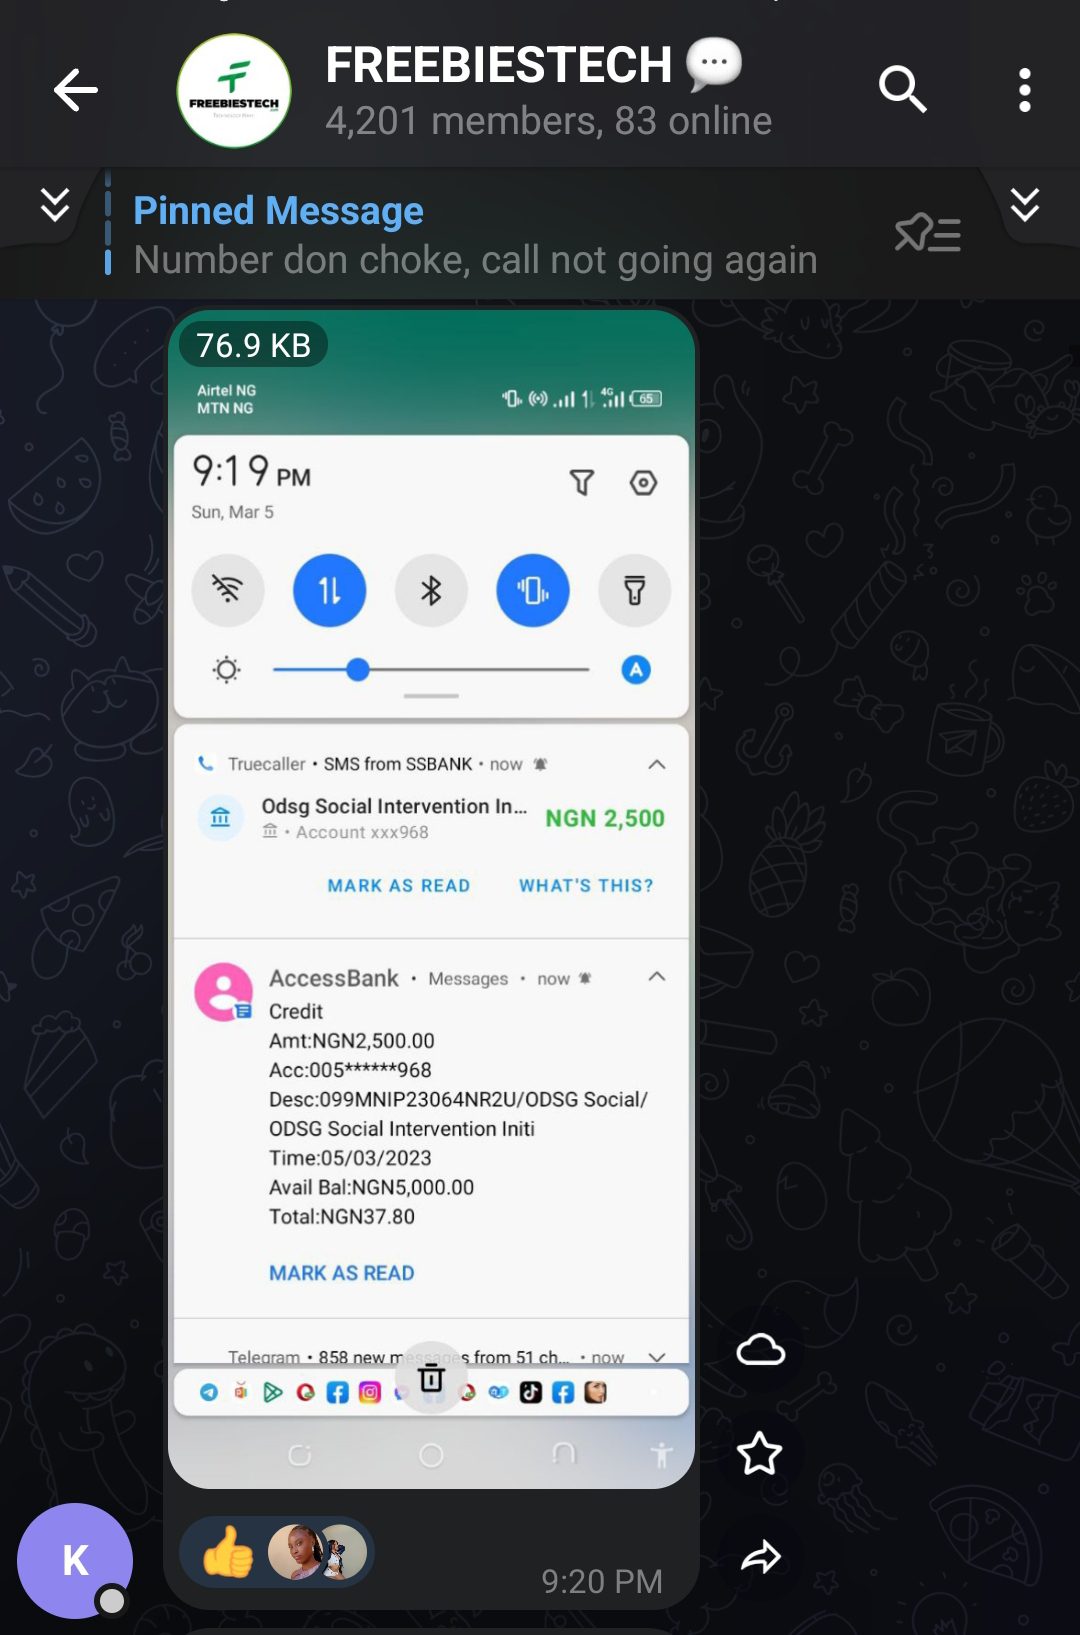 FREEBIESTECH 💬
FREEBIESTECH
4,201 members, 83 online
Pinned Message
Number don choke, call not going again
76.9 KB
Airtel NG
MTN NG
4G
65
9:19 PM
Sun, Mar 5
A
Truecaller • SMS from SSBANK • now
Odsg Social Intervention In...
NGN 2,500
• Account xxx968
MARK AS READ WHAT'S THIS?
AccessBank • Messages • now
Credit
Amt:NGN2,500.00
Acc:005******968
Desc:099MNIP23064NR2U/ODSG Social/
ODSG Social Intervention Initi
Time:05/03/2023
Avail Bal:NGN5,000.00
Total:NGN37.80
MARK AS READ
Telegram • 858 new messages from 51 ch... • now
K
9:20 PM